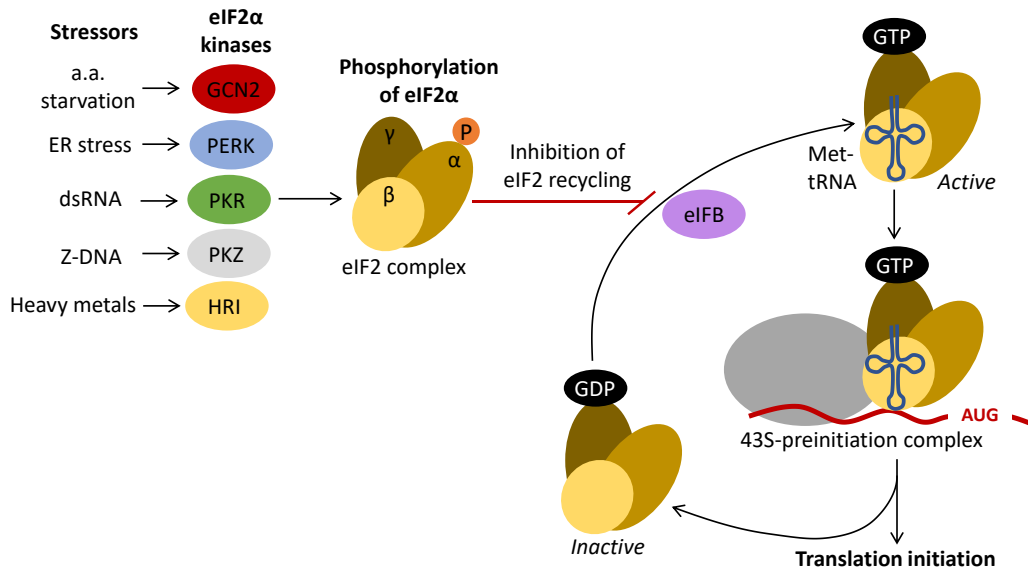 Stressors
eIF2α
kinases
a.a.
starvation
GCN2
ER stress
PERK
dsRNA
PKR
Z-DNA
PKZ
Heavy metals
HRI
Phosphorylation
of eIF2α
γ
P
α
β
eIF2 complex
Inhibition of
eIF2 recycling
eIFB
GTP
Met-
tRNA
Active
GTP
AUG
43S-preinitiation complex
GDP
Inactive
Translation initiation